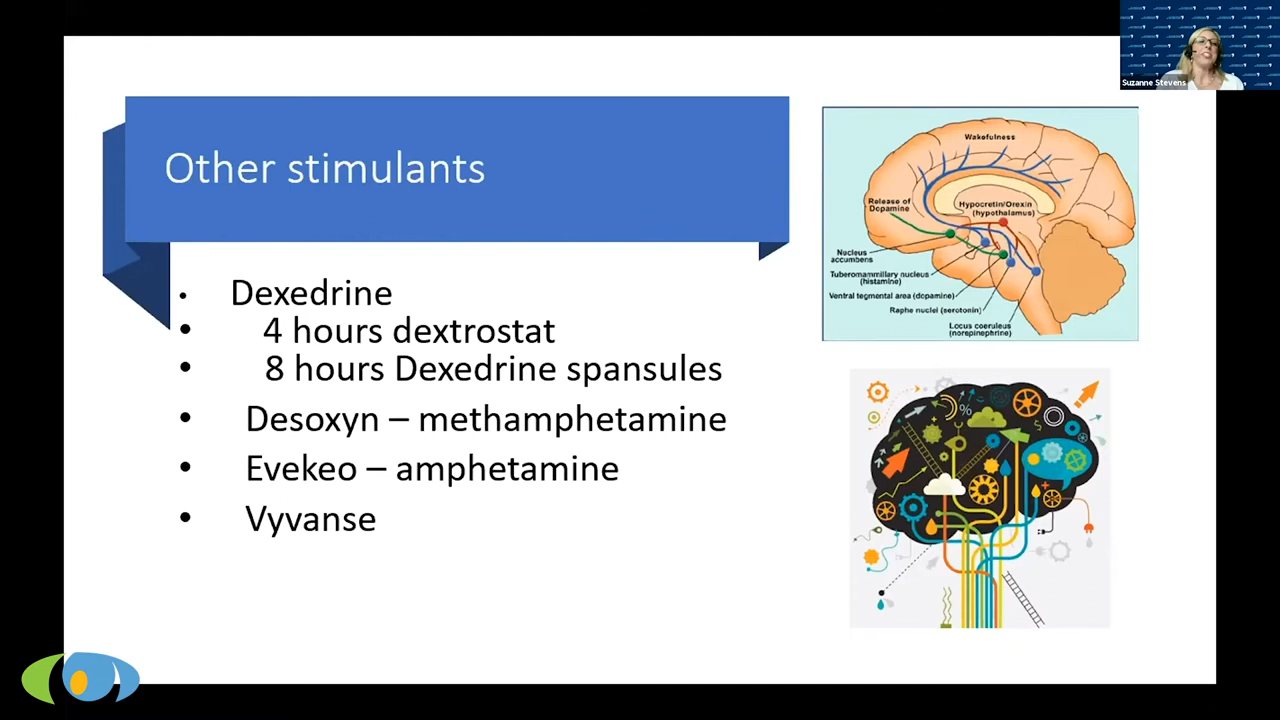 Suzanne Stevens
Other stimulants
• Dexedrine
• 4 hours dextrostat
• 8 hours Dexedrine spansules
• Desoxyn – methamphetamine
• Evekeo – amphetamine
• Vyvanse
Wakefulness
Release of
Dopamine
Hypocretin/Orexin
(hypothalamus)
Nucleus
accumbens
Tuberomammillary nucleus
(histamine)
Ventral tegmental area (dopamine)
Raphe nuclei (serotonin)
Locus coeruleus
(norepinephrine)
%